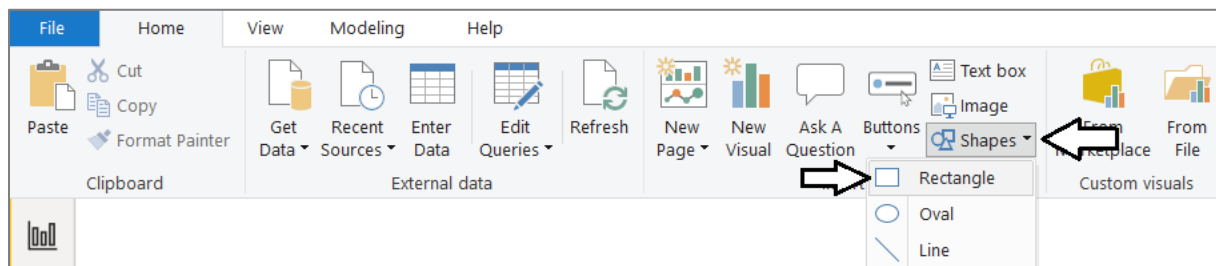 File Home View Modeling Help
Cut
Copy
Format Painter
Paste
Clipboard
Get Data
Recent Sources
Enter Data
Edit Queries
Refresh
External data
New Page
New Visual
Ask A Question
Buttons
Text box
Image
Shapes
Rectangle
Oval
Line
From
From File
Custom visuals